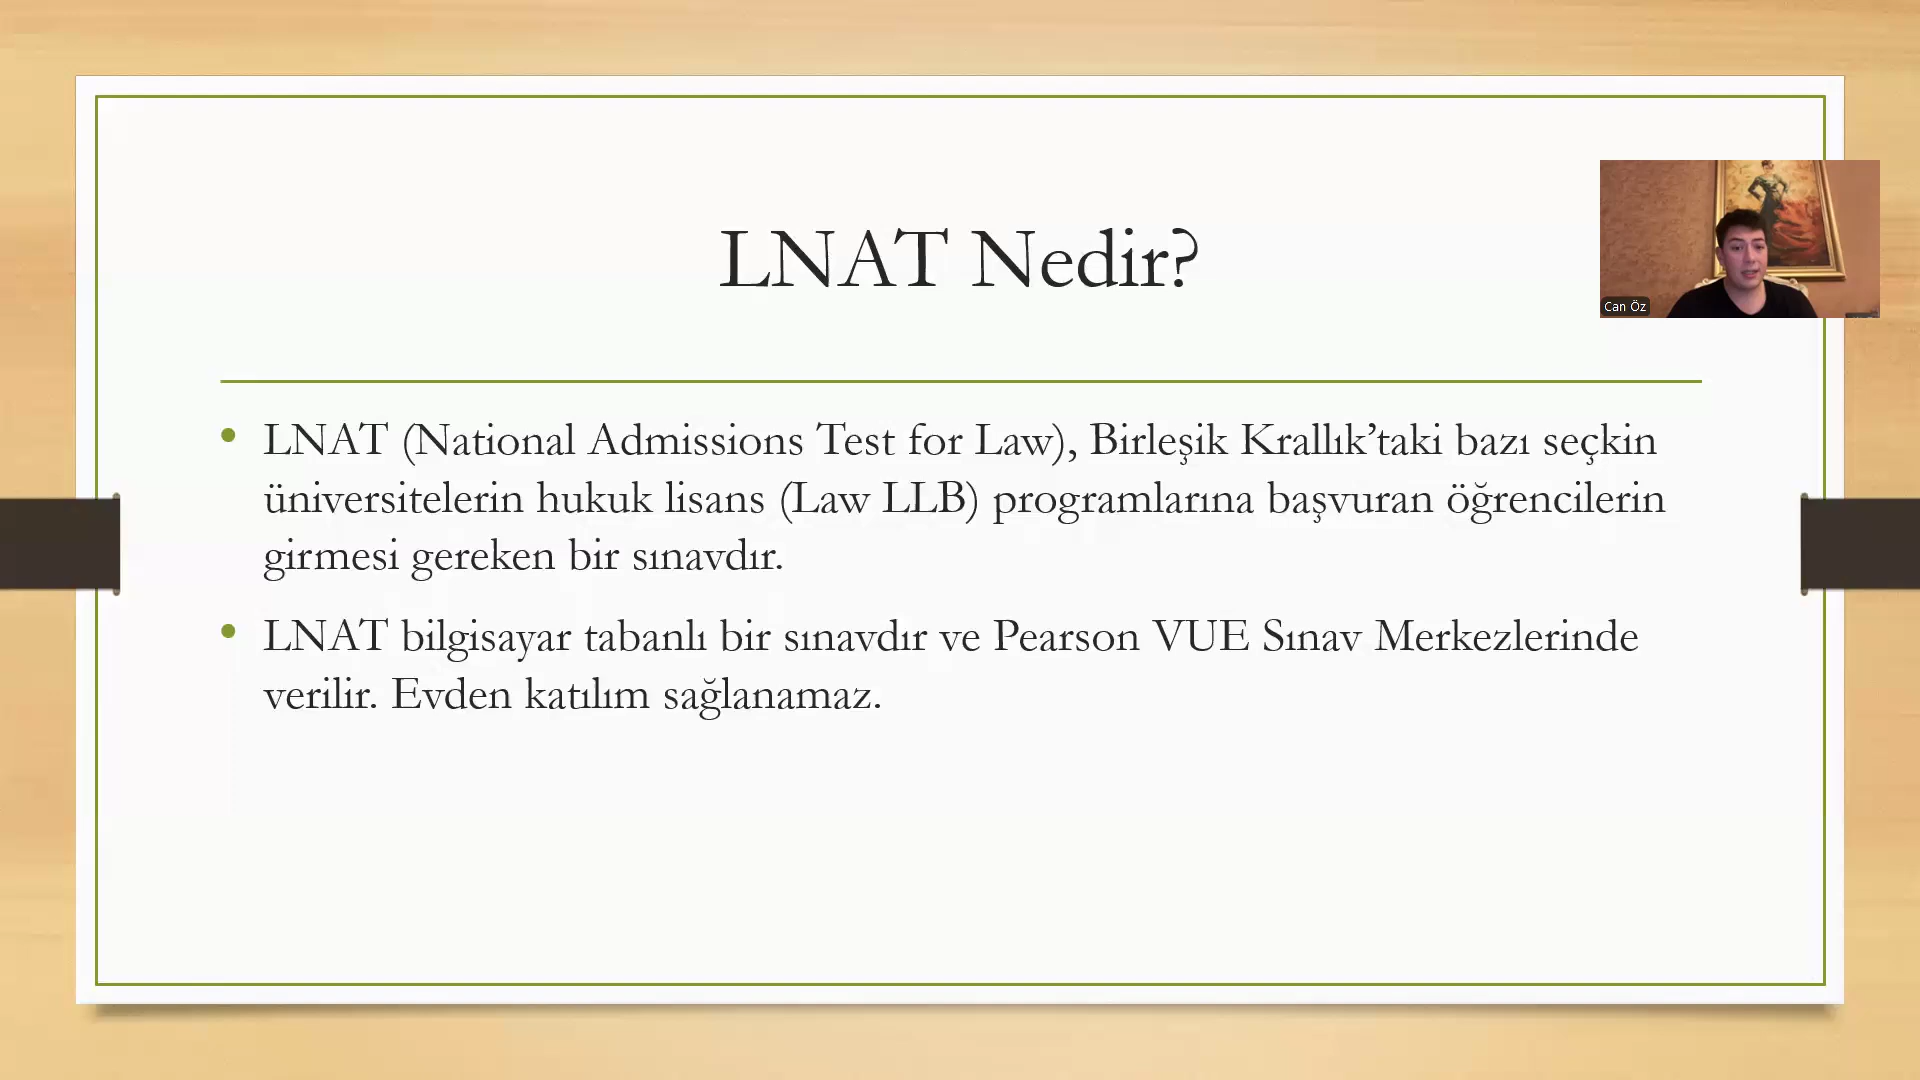 LNAT Nedir?
Can Öz
• LNAT (National Admissions Test for Law), Birleşik Krallık’taki bazı seçkin
üniversitelerin hukuk lisans (Law LLB) programlarına başvuran öğrencilerin
girmesi gereken bir sınavdır.
• LNAT bilgisayar tabanlı bir sınavdır ve Pearson VUE Sınav Merkezlerinde
verilir. Evden katılım sağlanamaz.